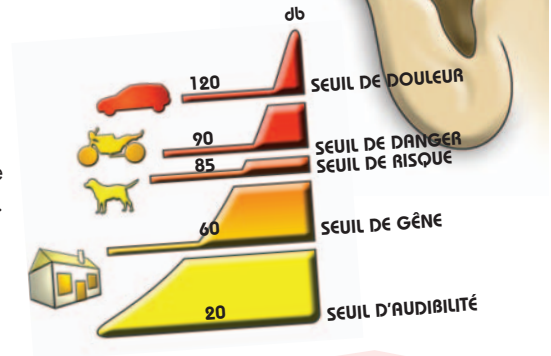 db
120 SEUIL DE DOULEUR
90 SEUIL DE DANGER
85 SEUIL DE RISQUE
60 SEUIL DE GÊNE
20 SEUIL D'AUDIBILITÉ